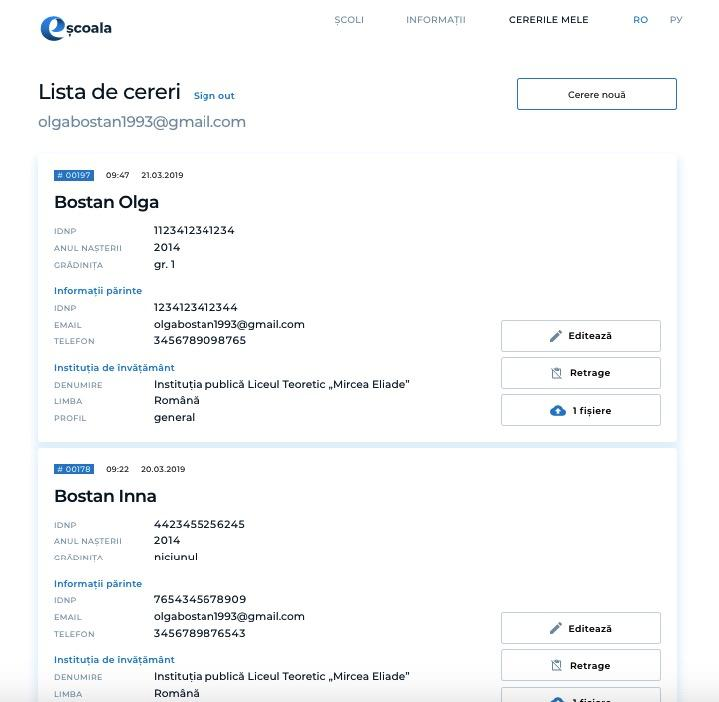 eșcoala
ȘCOLI INFORMAȚII CERERILE MELE RO РУ
Lista de cereri Sign out
Cerere nouă
olgabostan1993@gmail.com
# 00197 09:47 21.03.2019
Bostan Olga
IDNP 1123412341234
ANUL NAȘTERII 2014
GRĂDINIȚA gr. 1
Informații părinte
IDNP 1234123412344
EMAIL olgabostan1993@gmail.com
TELEFON 3456789098765
Editează
Instituția de învățământ
Retrage
DENUMIRE Instituția publică Liceul Teoretic „Mircea Eliade”
LIMBA Română
1 fișiere
PROFIL general
# 00178 09:22 20.03.2019
Bostan Inna
IDNP 4423455256245
ANUL NAȘTERII 2014
GRĂDINIȚA niciunul
Informații părinte
IDNP 7654345678909
EMAIL olgabostan1993@gmail.com
Editează
TELEFON 3456789876543
Instituția de învățământ
Retrage
DENUMIRE Instituția publică Liceul Teoretic „Mircea Eliade”
LIMBA Română
1 fișiere